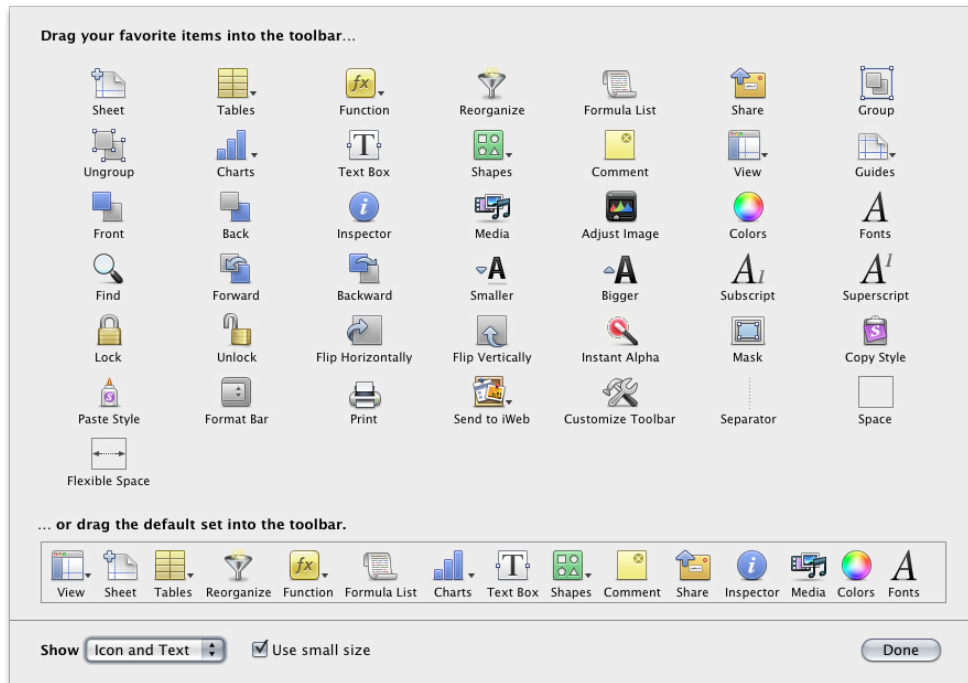 Drag your favorite items into the toolbar...
Sheet Tables Function Reorganize Formula List Share Group
Ungroup Charts Text Box Shapes Comment View Guides
Front Back Inspector Media Adjust Image Colors Fonts
Find Forward Backward Smaller Bigger Subscript Superscript
Lock Unlock Flip Horizontally Flip Vertically Instant Alpha Mask Copy Style
Paste Style Format Bar Print Send to iWeb Customize Toolbar Separator Space
Flexible Space
... or drag the default set into the toolbar.
View Sheet Tables Reorganize Function Formula List Charts Text Box Shapes Comment Share Inspector Media Colors Fonts
Show Icon and Text Use small size Done